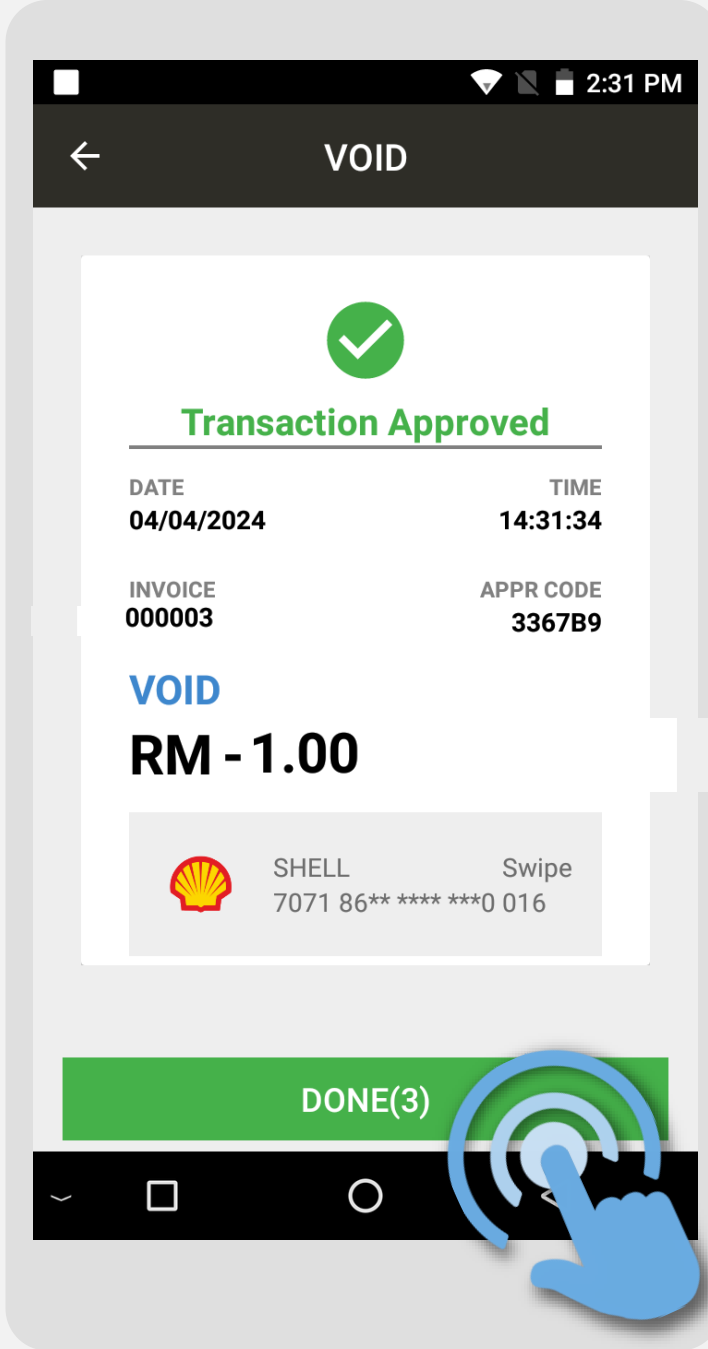 2:31 PM
VOID
Transaction Approved
DATE TIME
04/04/2024 14:31:34
INVOICE APPR CODE
000003 3367B9
VOID
RM - 1.00
SHELL Swipe
7071 86** **** ***0 016
DONE(3)